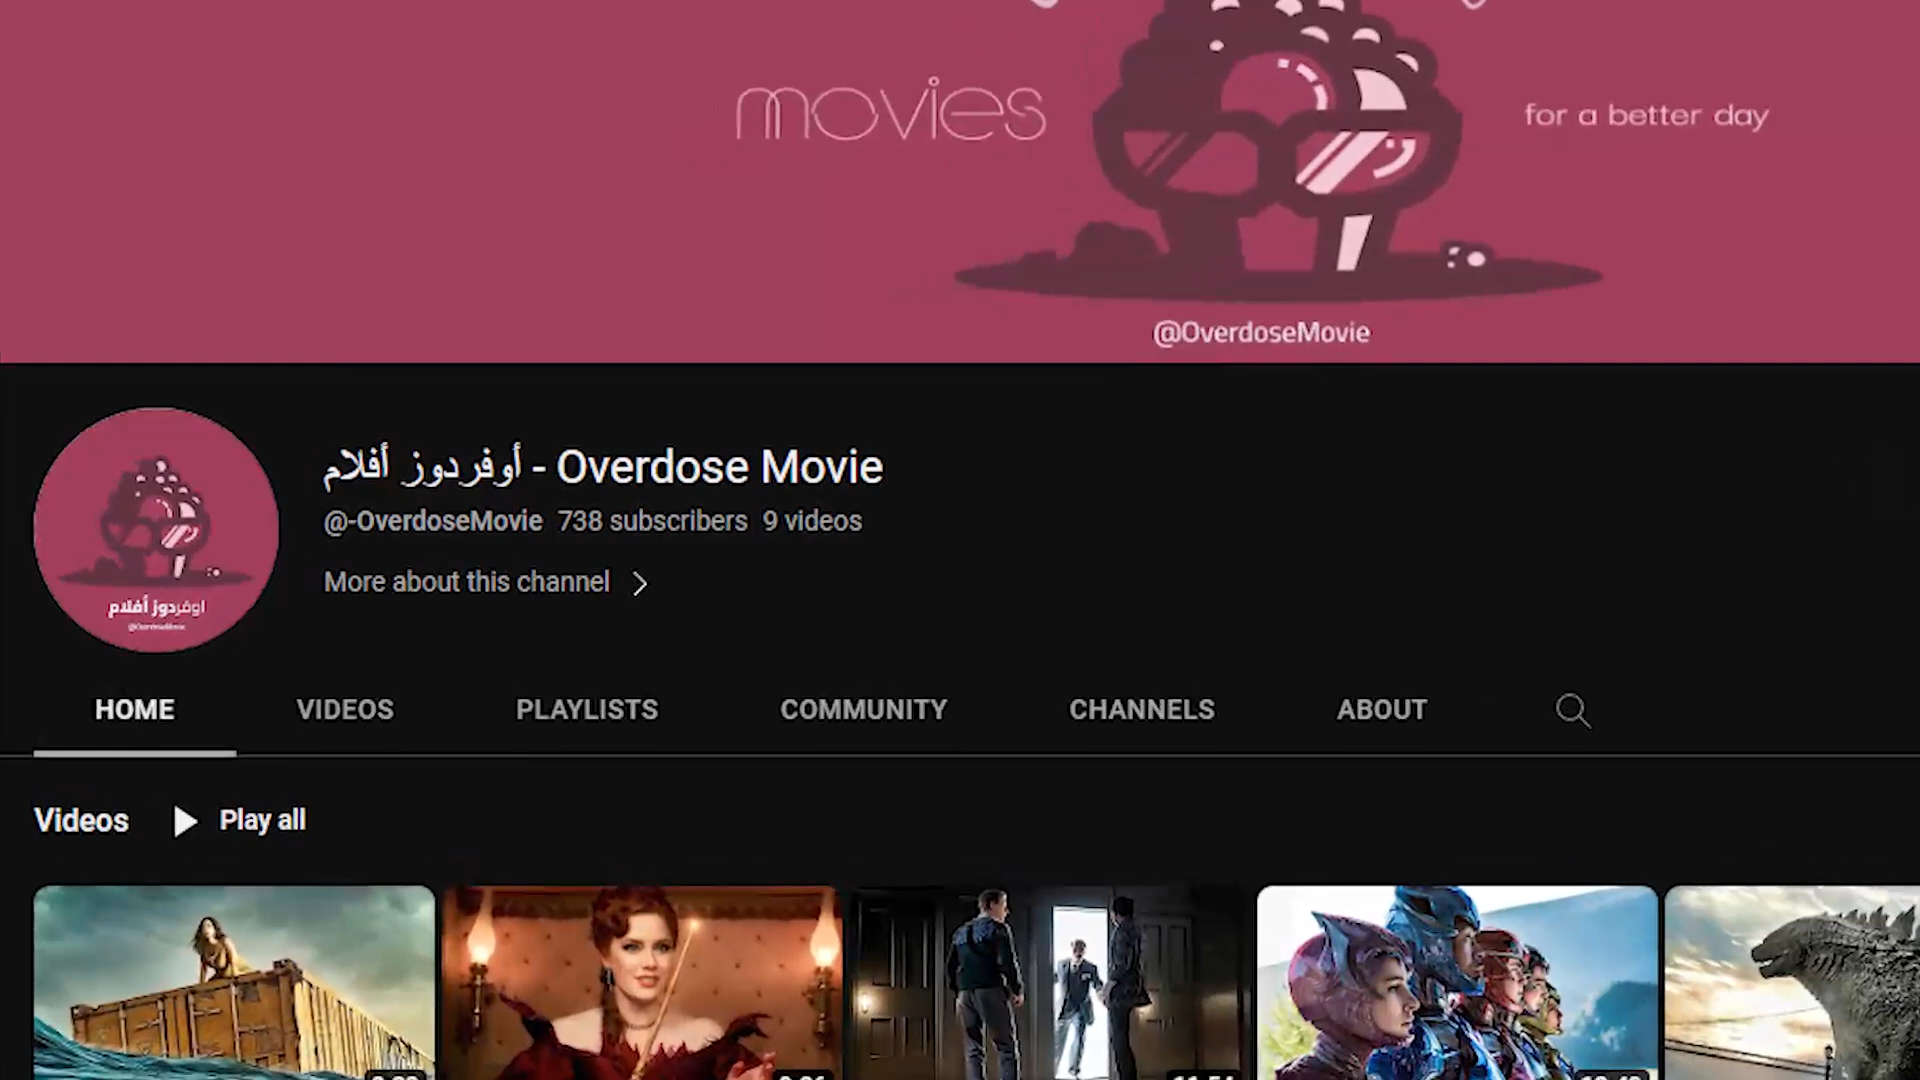 movies
for a better day
@OverdoseMovie
أوفردوز أفلام - Overdose Movie
@-OverdoseMovie 738 subscribers 9 videos
More about this channel
اوفردوز أفلام
HOME VIDEOS PLAYLISTS COMMUNITY CHANNELS ABOUT
Videos Play all